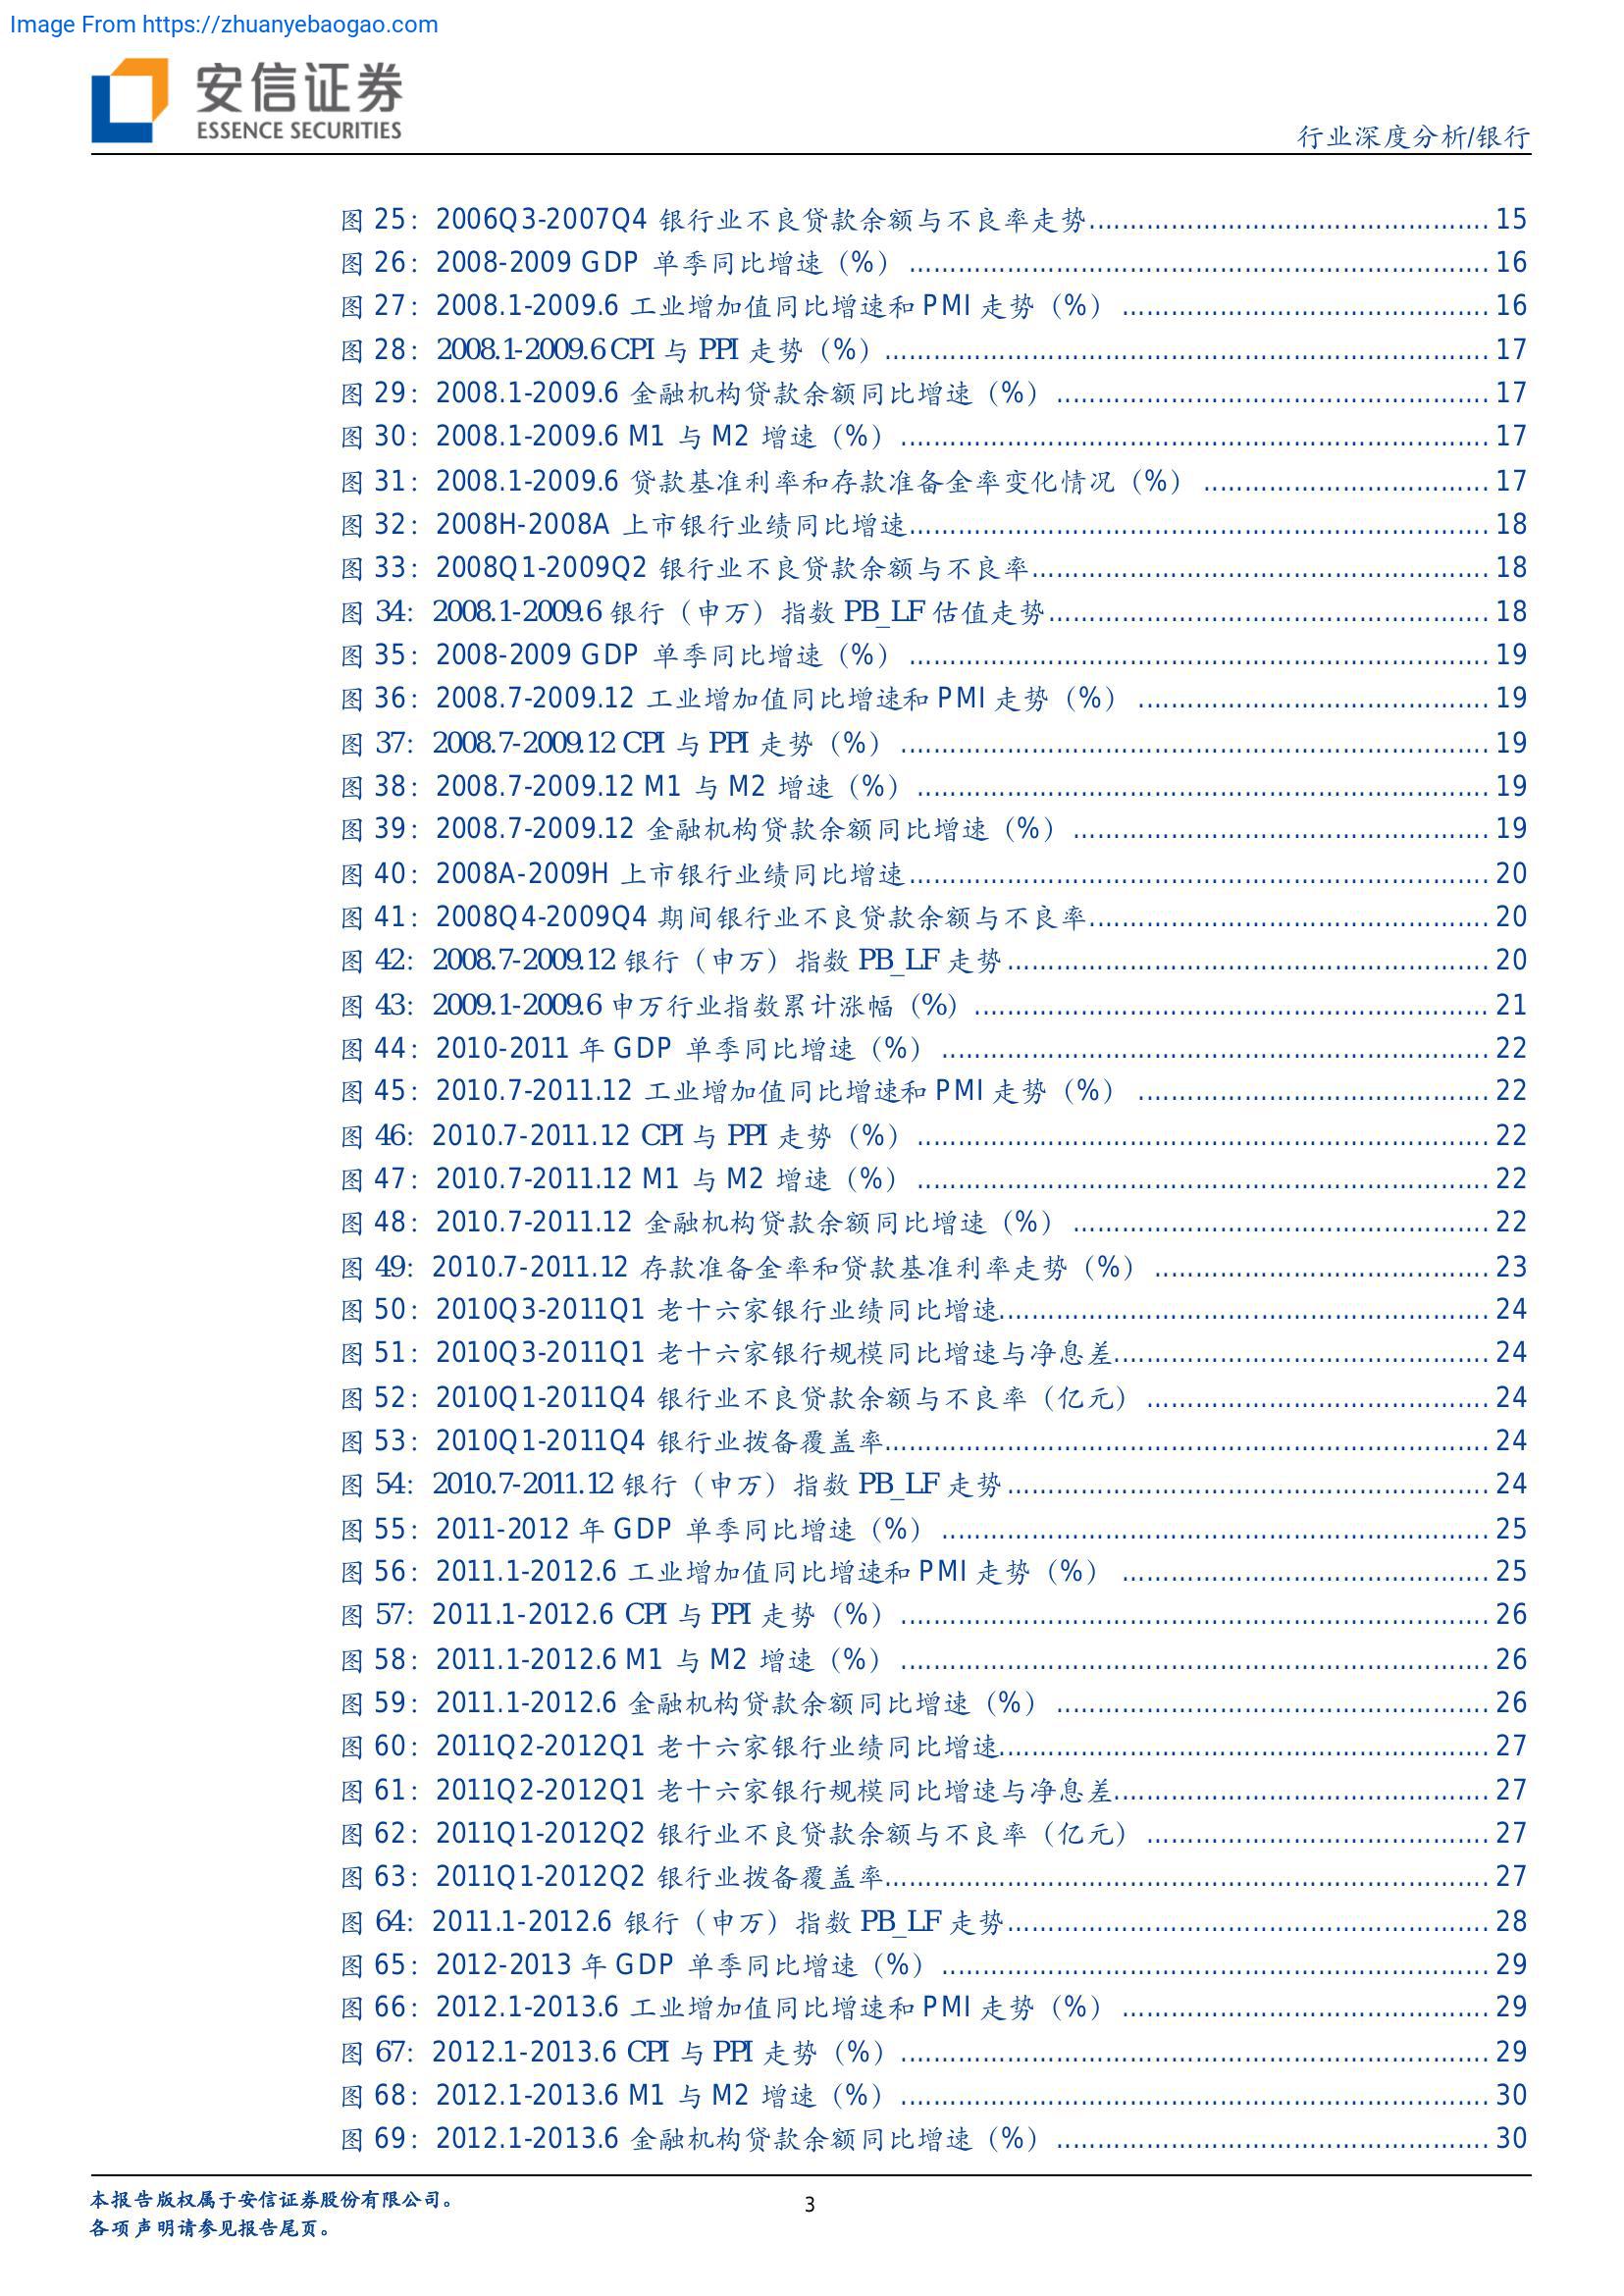 Image From https://zhuanyebaogao.com
安信证券
ESSENCE SECURITIES
行业深度分析/银行
图 25：2006Q3-2007Q4 银行业不良贷款余额与不良率走势 15
图 26：2008-2009 GDP 单季同比增速（%） 16
图 27：2008.1-2009.6 工业增加值同比增速和 PMI 走势（%） 16
图 28：2008.1-2009.6 CPI 与 PPI 走势（%） 17
图 29：2008.1-2009.6 金融机构贷款余额同比增速（%） 17
图 30：2008.1-2009.6 M1 与 M2 增速（%） 17
图 31：2008.1-2009.6 贷款基准利率和存款准备金率变化情况（%） 17
图 32：2008H-2008A 上市银行业绩同比增速 18
图 33：2008Q1-2009Q2 银行业不良贷款余额与不良率 18
图 34：2008.1-2009.6 银行（申万）指数 PB_LF 估值走势 18
图 35：2008-2009 GDP 单季同比增速（%） 19
图 36：2008.7-2009.12 工业增加值同比增速和 PMI 走势（%） 19
图 37：2008.7-2009.12 CPI 与 PPI 走势（%） 19
图 38：2008.7-2009.12 M1 与 M2 增速（%） 19
图 39：2008.7-2009.12 金融机构贷款余额同比增速（%） 19
图 40：2008A-2009H 上市银行业绩同比增速 20
图 41：2008Q4-2009Q4 期间银行业不良贷款余额与不良率 20
图 42：2008.7-2009.12 银行（申万）指数 PB_LF 走势 20
图 43：2009.1-2009.6 申万行业指数累计涨幅（%） 21
图 44：2010-2011 年 GDP 单季同比增速（%） 22
图 45：2010.7-2011.12 工业增加值同比增速和 PMI 走势（%） 22
图 46：2010.7-2011.12 CPI 与 PPI 走势（%） 22
图 47：2010.7-2011.12 M1 与 M2 增速（%） 22
图 48：2010.7-2011.12 金融机构贷款余额同比增速（%） 22
图 49：2010.7-2011.12 存款准备金率和贷款基准利率走势（%） 23
图 50：2010Q3-2011Q1 老十六家银行业绩同比增速 24
图 51：2010Q3-2011Q1 老十六家银行规模同比增速与净息差 24
图 52：2010Q1-2011Q4 银行业不良贷款余额与不良率（亿元） 24
图 53：2010Q1-2011Q4 银行业拨备覆盖率 24
图 54：2010.7-2011.12 银行（申万）指数 PB_LF 走势 24
图 55：2011-2012 年 GDP 单季同比增速（%） 25
图 56：2011.1-2012.6 工业增加值同比增速和 PMI 走势（%） 25
图 57：2011.1-2012.6 CPI 与 PPI 走势（%） 26
图 58：2011.1-2012.6 M1 与 M2 增速（%） 26
图 59：2011.1-2012.6 金融机构贷款余额同比增速（%） 26
图 60：2011Q2-2012Q1 老十六家银行业绩同比增速 27
图 61：2011Q2-2012Q1 老十六家银行规模同比增速与净息差 27
图 62：2011Q1-2012Q2 银行业不良贷款余额与不良率（亿元） 27
图 63：2011Q1-2012Q2 银行业拨备覆盖率 27
图 64：2011.1-2012.6 银行（申万）指数 PB_LF 走势 28
图 65：2012-2013 年 GDP 单季同比增速（%） 29
图 66：2012.1-2013.6 工业增加值同比增速和 PMI 走势（%） 29
图 67：2012.1-2013.6 CPI 与 PPI 走势（%） 29
图 68：2012.1-2013.6 M1 与 M2 增速（%） 30
图 69：2012.1-2013.6 金融机构贷款余额同比增速（%） 30
本报告版权属于安信证券股份有限公司。
各项声明请参见报告尾页。
3